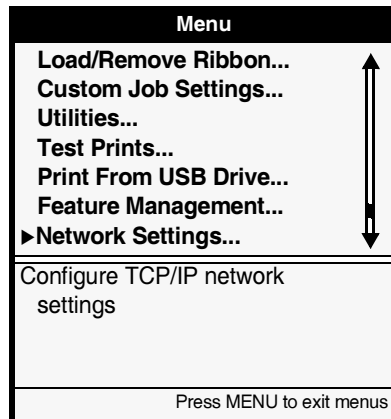 Menu
Load/Remove Ribbon...
Custom Job Settings...
Utilities...
Test Prints...
Print From USB Drive...
Feature Management...
▶Network Settings...
Configure TCP/IP network
settings
Press MENU to exit menus